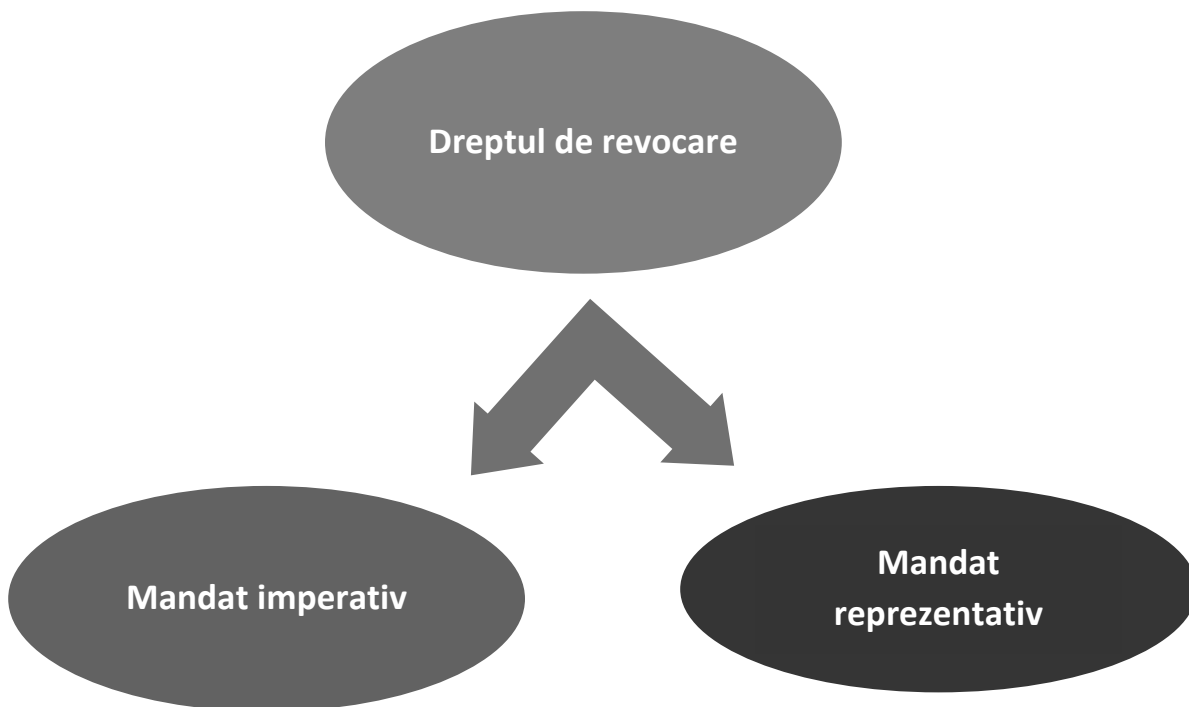 Dreptul de revocare
Mandat imperativ
Mandat
reprezentativ